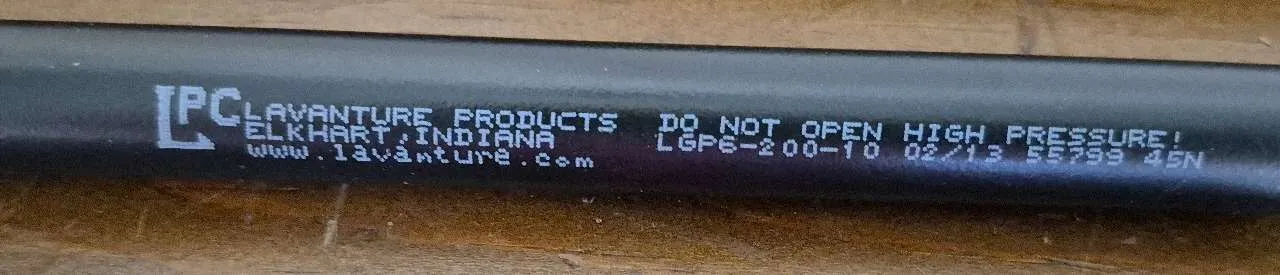 LPC LAVANTURE PRODUCTS
ELKHART, INDIANA
www.lavanture.com
DO NOT OPEN HIGH PRESSURE!
LGP6-200-10 02/13 55799 45N